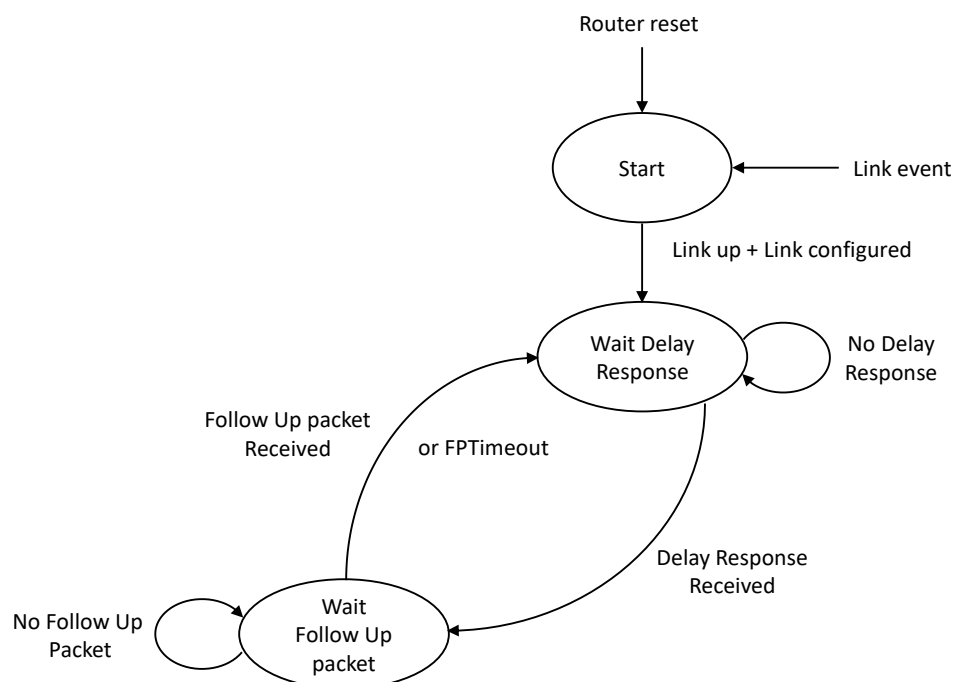 Router reset
Start
Link event
Link up + Link configured
Wait Delay
Response
No Delay
Response
Follow Up packet
Received
or FPTimeout
Delay Response
Received
No Follow Up
Packet
Wait
Follow Up
packet